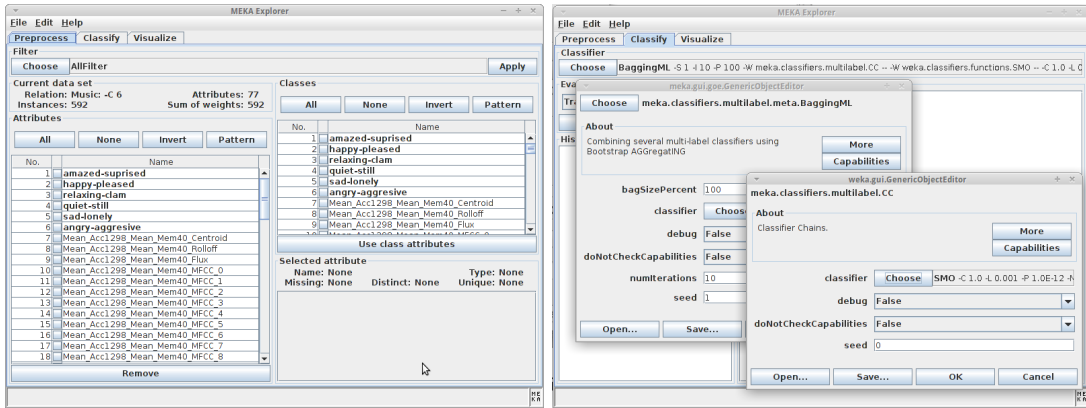 MEKA Explorer
File Edit Help
Preprocess Classify Visualize
Filter
Choose AllFilter Apply
Current data set
Relation: Music: -C 6 Attributes: 77
Instances: 592 Sum of weights: 592
Attributes
All None Invert Pattern
No. Name
1 amazed-suprised
2 happy-pleased
3 relaxing-clam
4 quiet-still
5 sad-lonely
6 angry-aggresive
7 Mean_Acc1298_Mean_Mem40_Centroid
8 Mean_Acc1298_Mean_Mem40_Rolloff
9 Mean_Acc1298_Mean_Mem40_Flux
10 Mean_Acc1298_Mean_Mem40_MFCC_0
11 Mean_Acc1298_Mean_Mem40_MFCC_1
12 Mean_Acc1298_Mean_Mem40_MFCC_2
13 Mean_Acc1298_Mean_Mem40_MFCC_3
14 Mean_Acc1298_Mean_Mem40_MFCC_4
15 Mean_Acc1298_Mean_Mem40_MFCC_5
16 Mean_Acc1298_Mean_Mem40_MFCC_6
17 Mean_Acc1298_Mean_Mem40_MFCC_7
18 Mean_Acc1298_Mean_Mem40_MFCC_8
Remove
Classes
All None Invert Pattern
No. Name
1 amazed-suprised
2 happy-pleased
3 relaxing-clam
4 quiet-still
5 sad-lonely
6 angry-aggresive
7 Mean_Acc1298_Mean_Mem40_Centroid
8 Mean_Acc1298_Mean_Mem40_Rolloff
9 Mean_Acc1298_Mean_Mem40_Flux
Use class attributes
Selected attribute
Name: None Type: None
Missing: None Distinct: None Unique: None
MEKA
MEKA Explorer
File Edit Help
Preprocess Classify Visualize
Classifier
Choose BaggingML -S 1 -I 10 -P 100 -W meka.classifiers.multilabel.CC -- -W weka.classifiers.functions.SMO -- -C 1.0 -L 0
meka.gui.goe.GenericObjectEditor
Choose meka.classifiers.multilabel.meta.BaggingML
About
Combining several multi-label classifiers using
Bootstrap AGGregatING
More
Capabilities
bagSizePercent 100
classifier Choose
debug False
doNotCheckCapabilities False
numIterations 10
seed 1
Open... Save...
weka.gui.GenericObjectEditor
meka.classifiers.multilabel.CC
About
Classifier Chains.
More
Capabilities
classifier Choose SMO -C 1.0 -L 0.001 -P 1.0E-12 -N
debug False
doNotCheckCapabilities False
seed 0
Open... Save... OK Cancel
MEKA